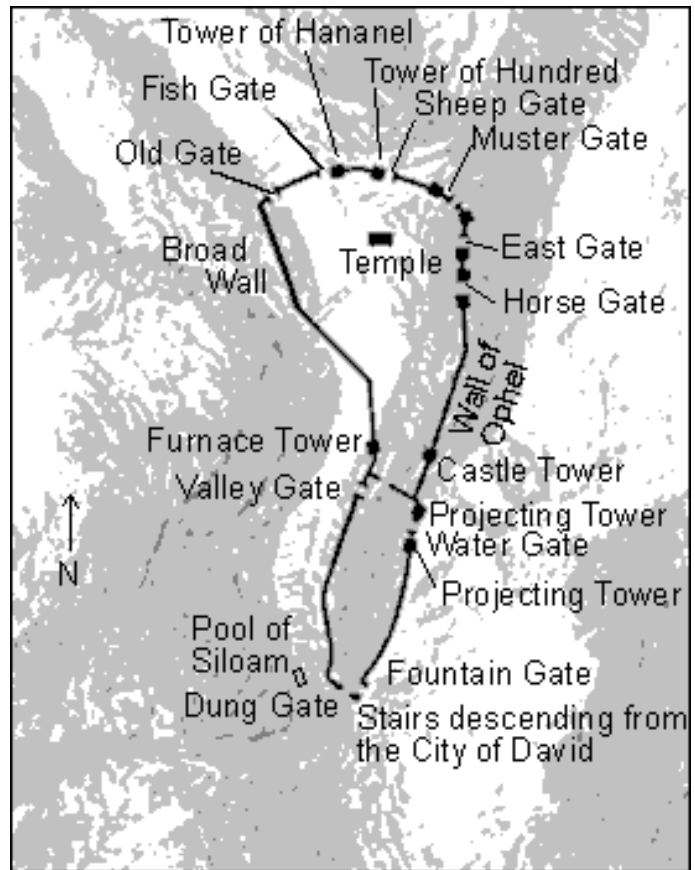 Tower of Hananel
Tower of Hundred
Fish Gate
Sheep Gate
Muster Gate
Old Gate
Broad
Wall
Temple
East Gate
Horse Gate
Wall of
Ophel
Furnace Tower
Castle Tower
Valley Gate
Projecting Tower
Water Gate
N
Projecting Tower
Pool of
Siloam
Fountain Gate
Dung Gate
Stairs descending from
the City of David